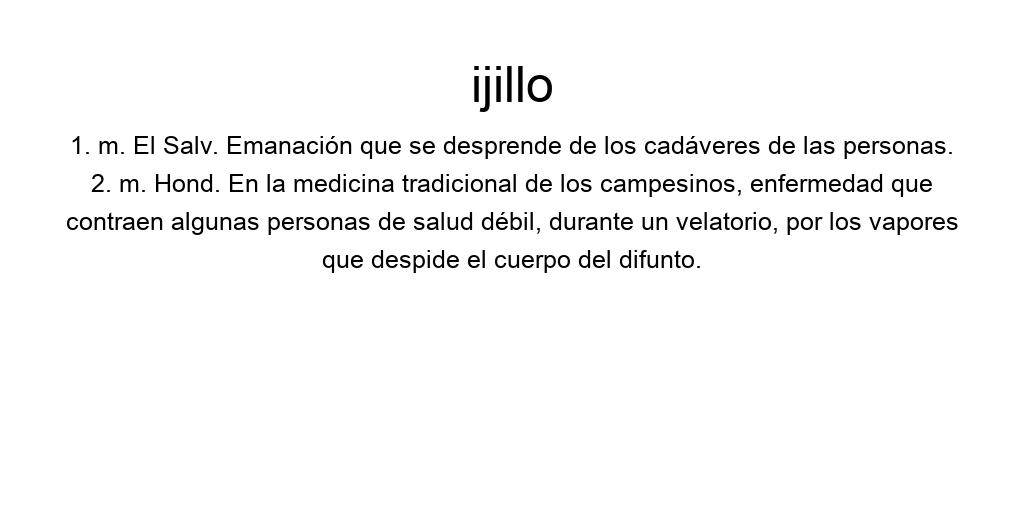 ijillo
1. m. El Salv. Emanación que se desprende de los cadáveres de las personas.
2. m. Hond. En la medicina tradicional de los campesinos, enfermedad que
contraen algunas personas de salud débil, durante un velatorio, por los vapores
que despide el cuerpo del difunto.